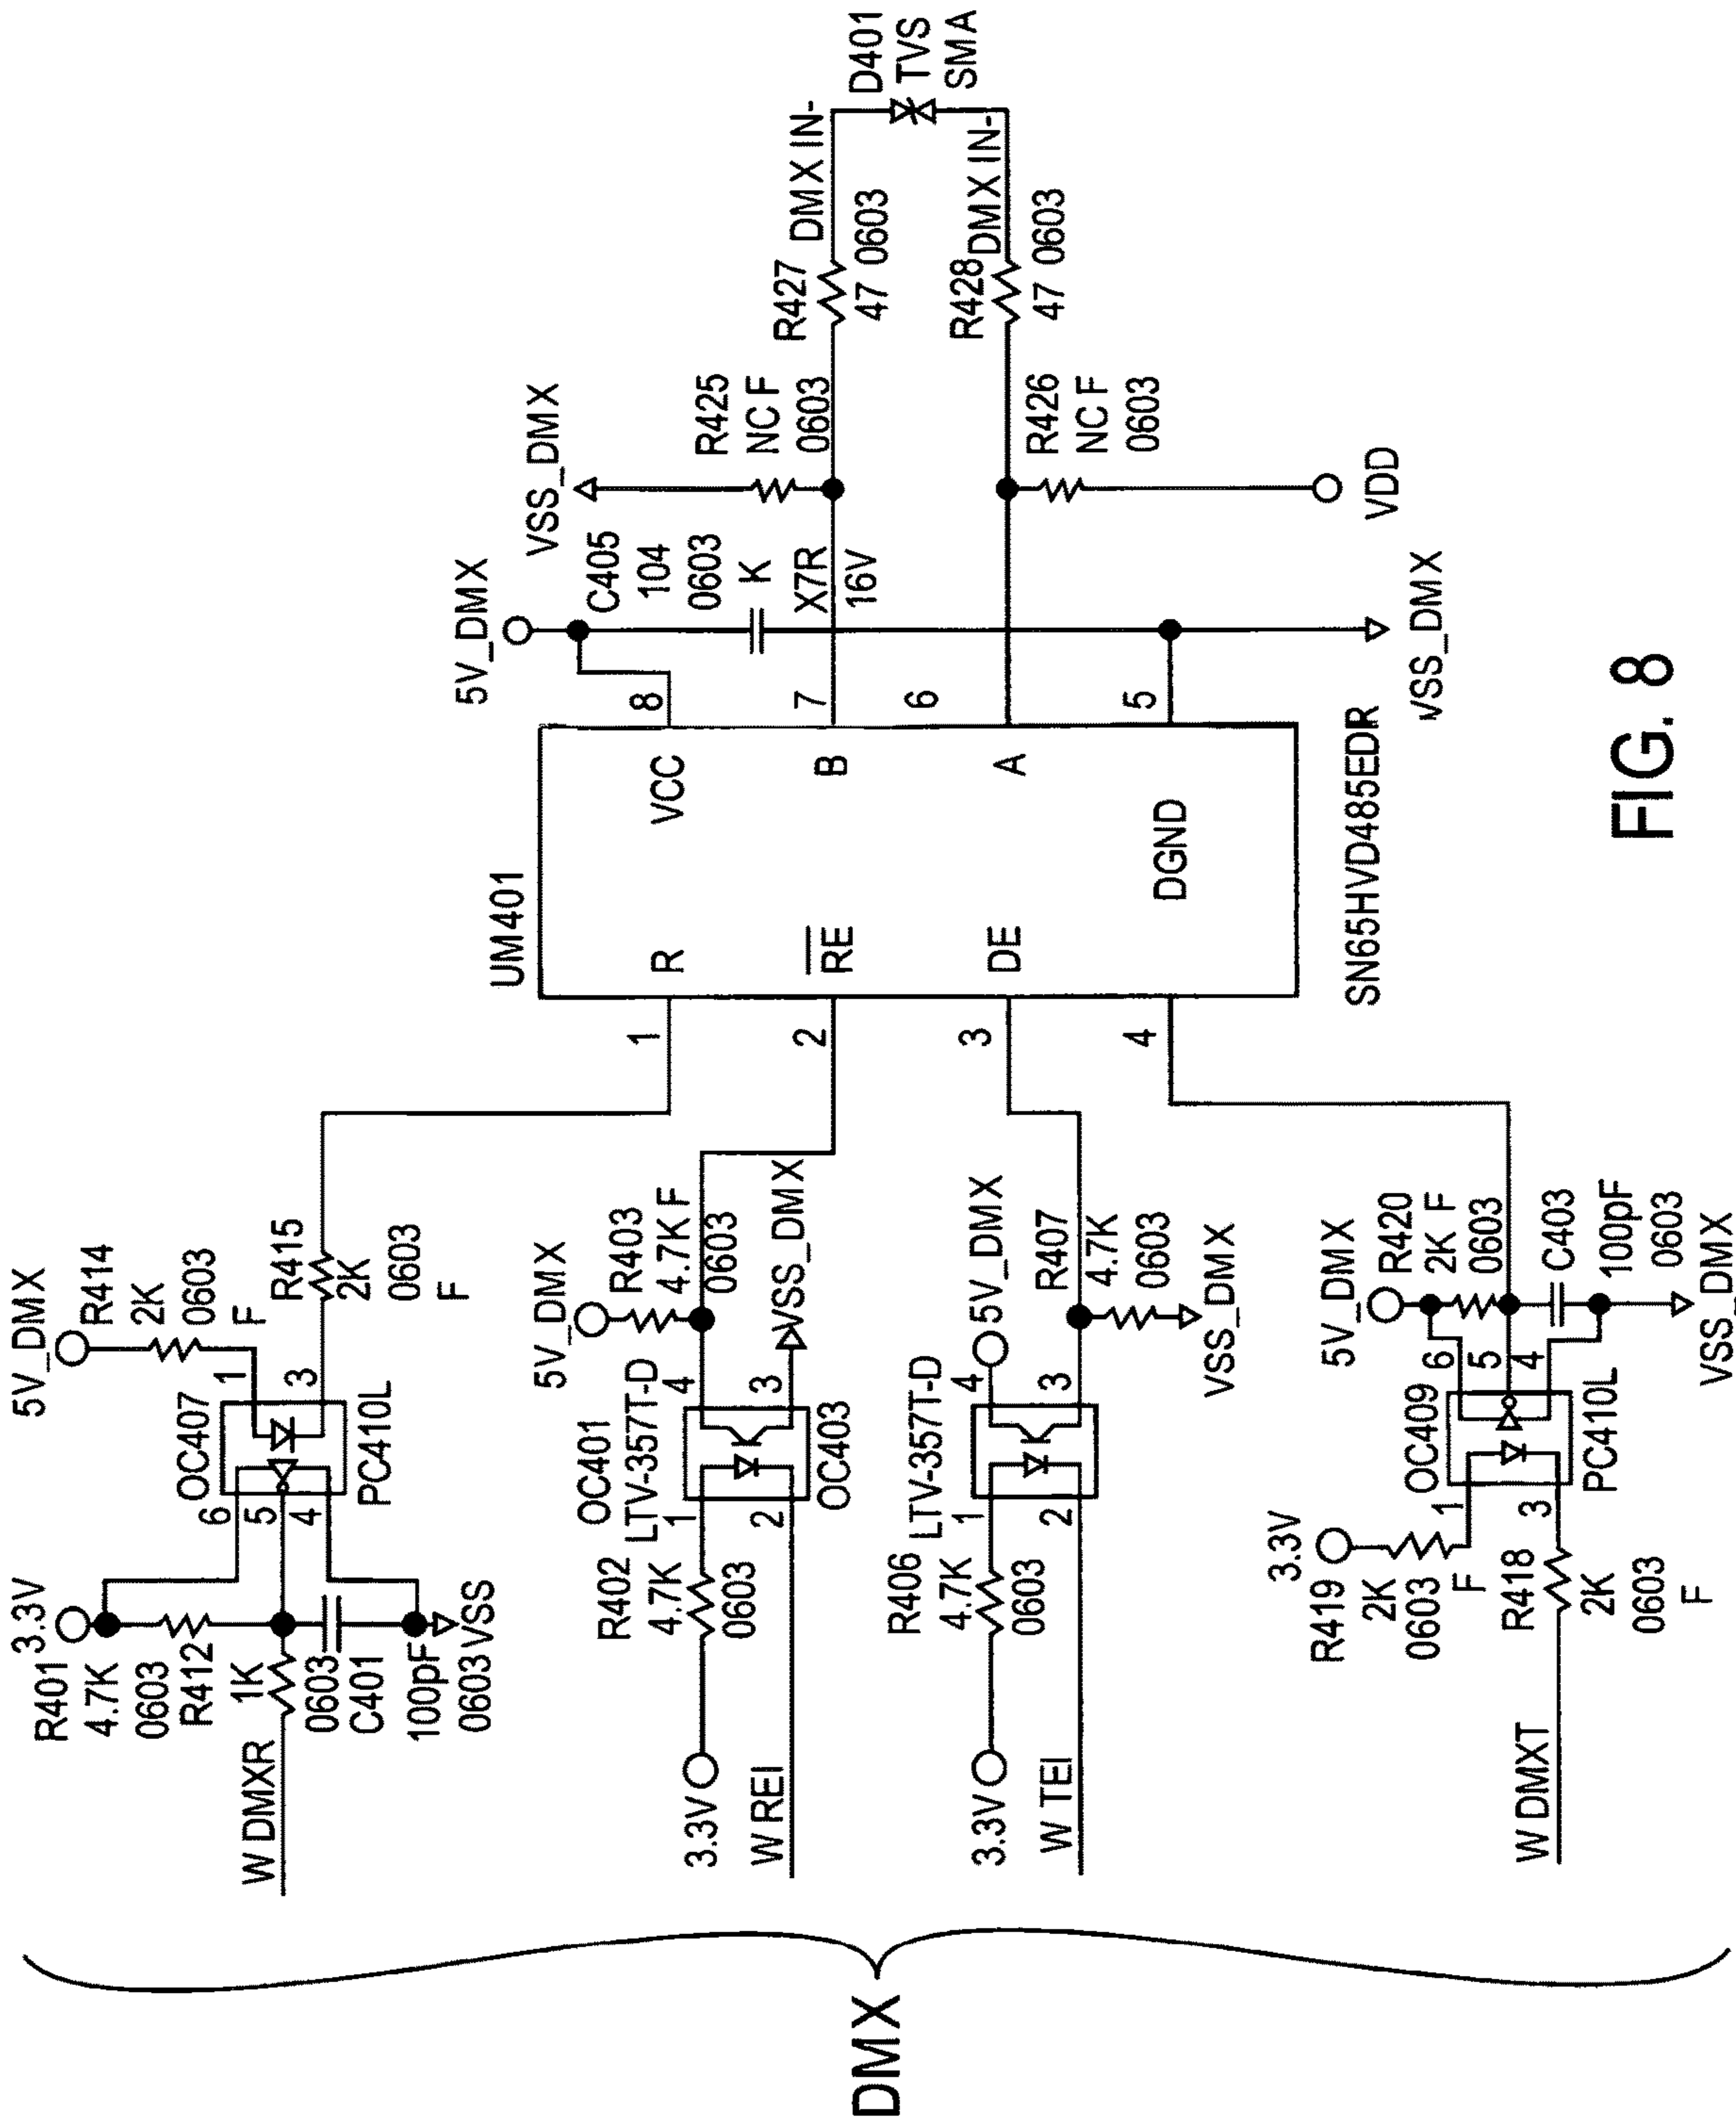 DMX
3.3V
R401
4.7K
0603
R412
1K
0603
C401
100pF
0603
VSS
W DMXR
6
5
4
OC407
PC410L
1
3
5V_DMX
R414
2K
0603
F
R415
2K
0603
F
3.3V
W REI
R402
4.7K
0603
1
2
OC401
LTV-357T-D
4
3
OC403
5V_DMX
R403
4.7K F
0603
VSS_DMX
3.3V
W TEI
R406
4.7K
0603
1
2
LTV-357T-D
4
3
5V_DMX
R407
4.7K
0603
VSS_DMX
W DMXT
3.3V
R419
2K
0603
F
R418
2K
0603
F
1
3
OC409
PC410L
6
5
4
5V_DMX
R420
2K F
0603
C403
100pF
0603
VSS_DMX
1
2
3
4
UM401
R
RE
DE
VCC
B
A
DGND
SN65HVD485EDR
8
7
6
5
5V_DMX
C405
104
0603
K
X7R
16V
VSS_DMX
VSS_DMX
R425
NC F
0603
R426
NC F
0603
VDD
R427
47 0603
DMX IN-
R428
47 0603
DMX IN-
D401
TVS
SMA
FIG. 8